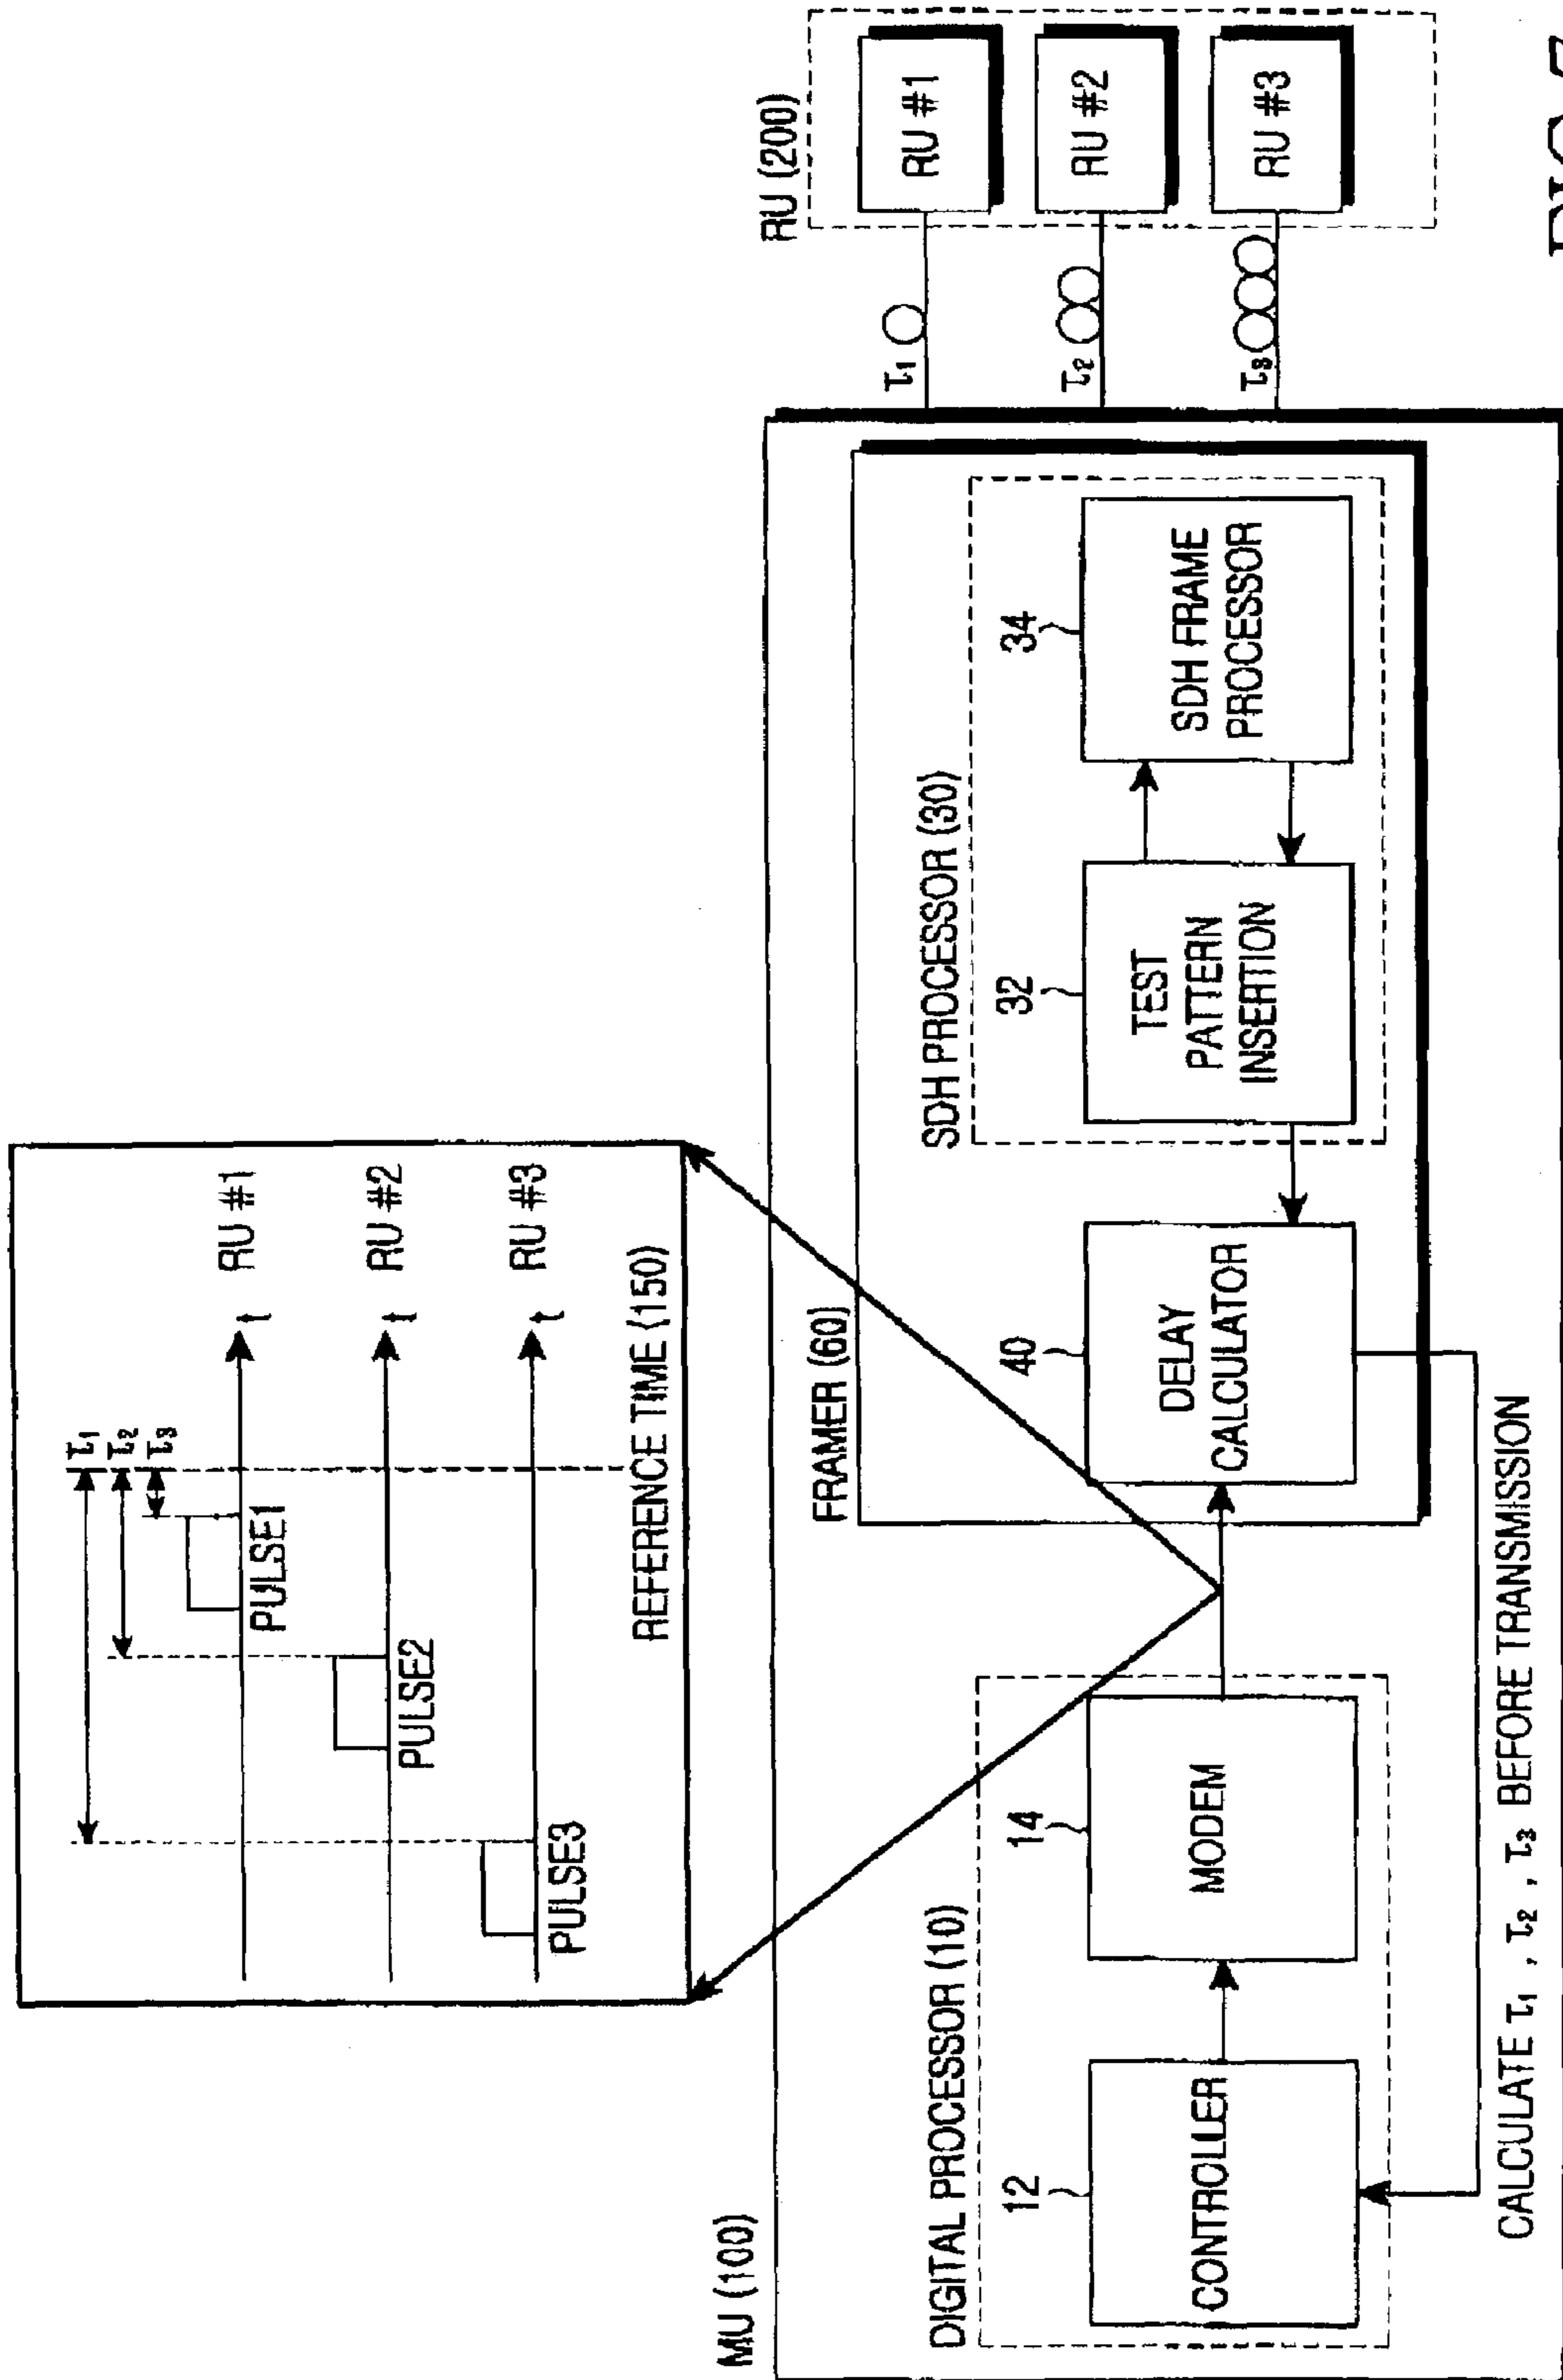 τ₁
τ₂
τ₃
PULSE1
t
RU #1
PULSE2
t
RU #2
PULSE3
t
RU #3
REFERENCE TIME (150)
MU (100)
RU (200)
FRAMER (60)
DIGITAL PROCESSOR (10)
SDH PROCESSOR (30)
12
CONTROLLER
14
MODEM
40
DELAY
CALCULATOR
32
TEST
PATTERN
INSERTION
34
SDH FRAME
PROCESSOR
τ₁
RU #1
τ₂
RU #2
τ₃
RU #3
CALCULATE τ₁ , τ₂ , τ₃ BEFORE TRANSMISSION